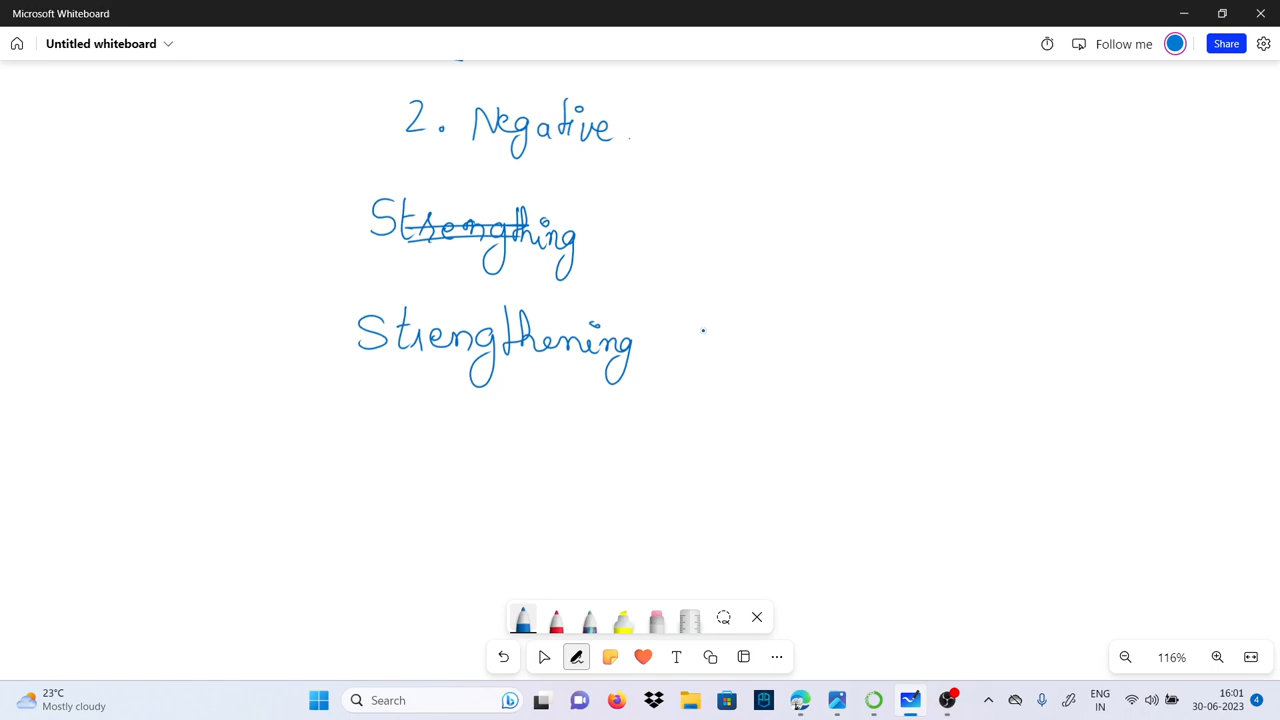 Microsoft Whiteboard
Untitled whiteboard
Follow me
Share
2. Negative.
Strengthing
Strengthening
116%
23°C
Mostly cloudy
Search
ENG
IN
16:01
30-06-2023
4